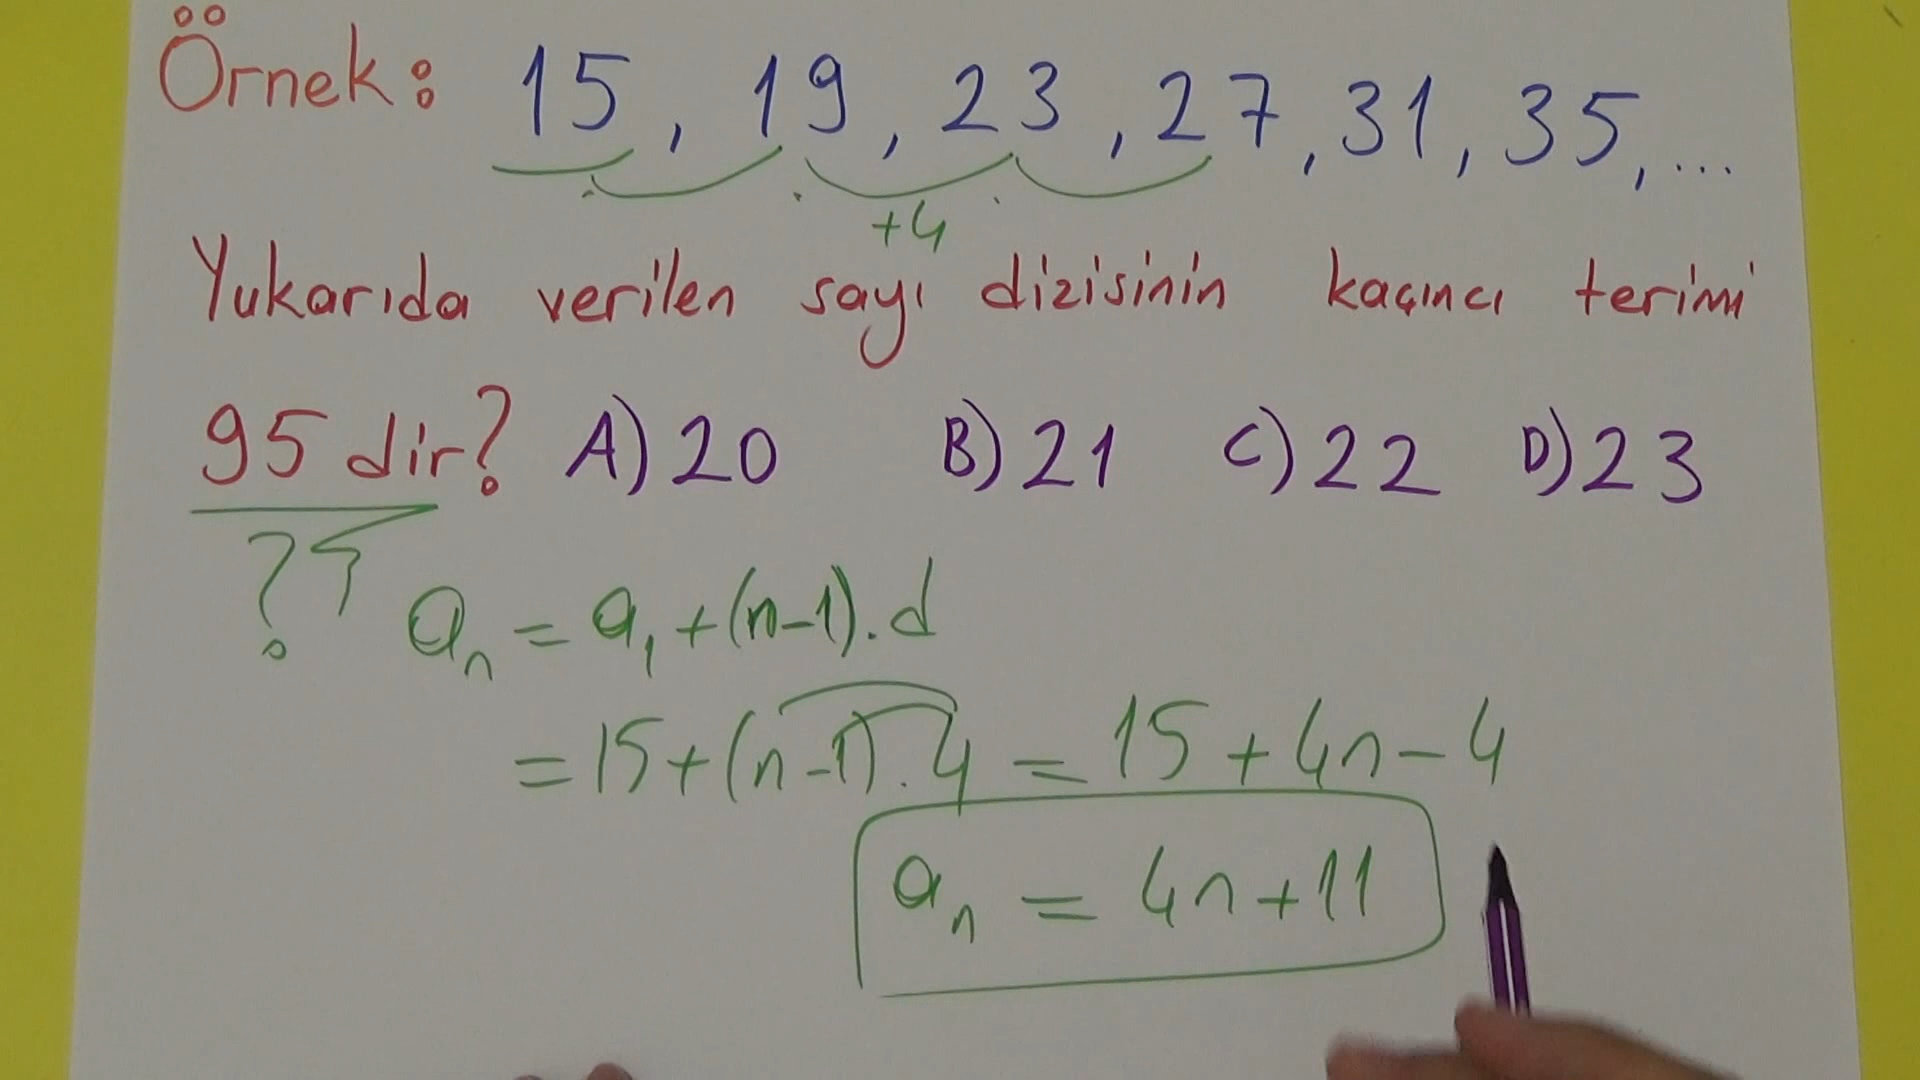 Örnek: 15, 19, 23, 27, 31, 35, ...
+4
Yukarıda verilen sayı dizisinin kaçıncı terimi
95 dir? A) 20 B) 21 C) 22 D) 23
??
aₙ = a₁ + (n-1). d
= 15 + (n-1). 4 = 15 + 4n - 4
aₙ = 4n + 11